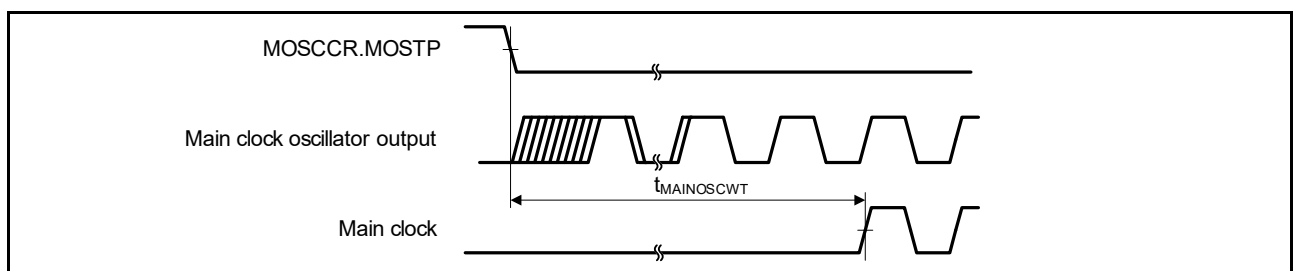 MOSCCR.MOSTP
Main clock oscillator output
tMAINOSCWT
Main clock